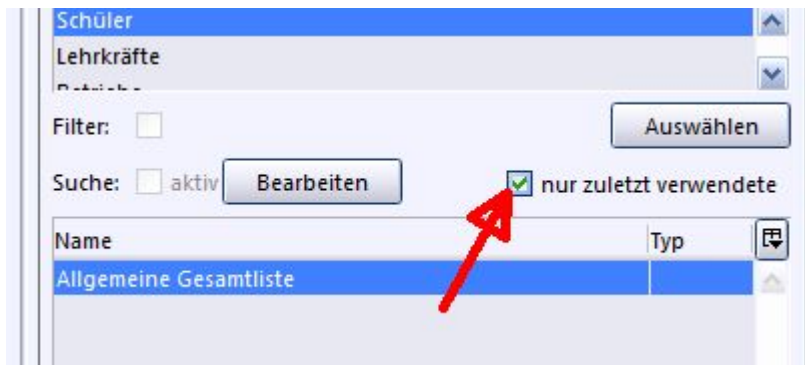 Schüler
Lehrkräfte
Filter: Auswählen
Suche: aktiv Bearbeiten nur zuletzt verwendete
Name Typ
Allgemeine Gesamtliste